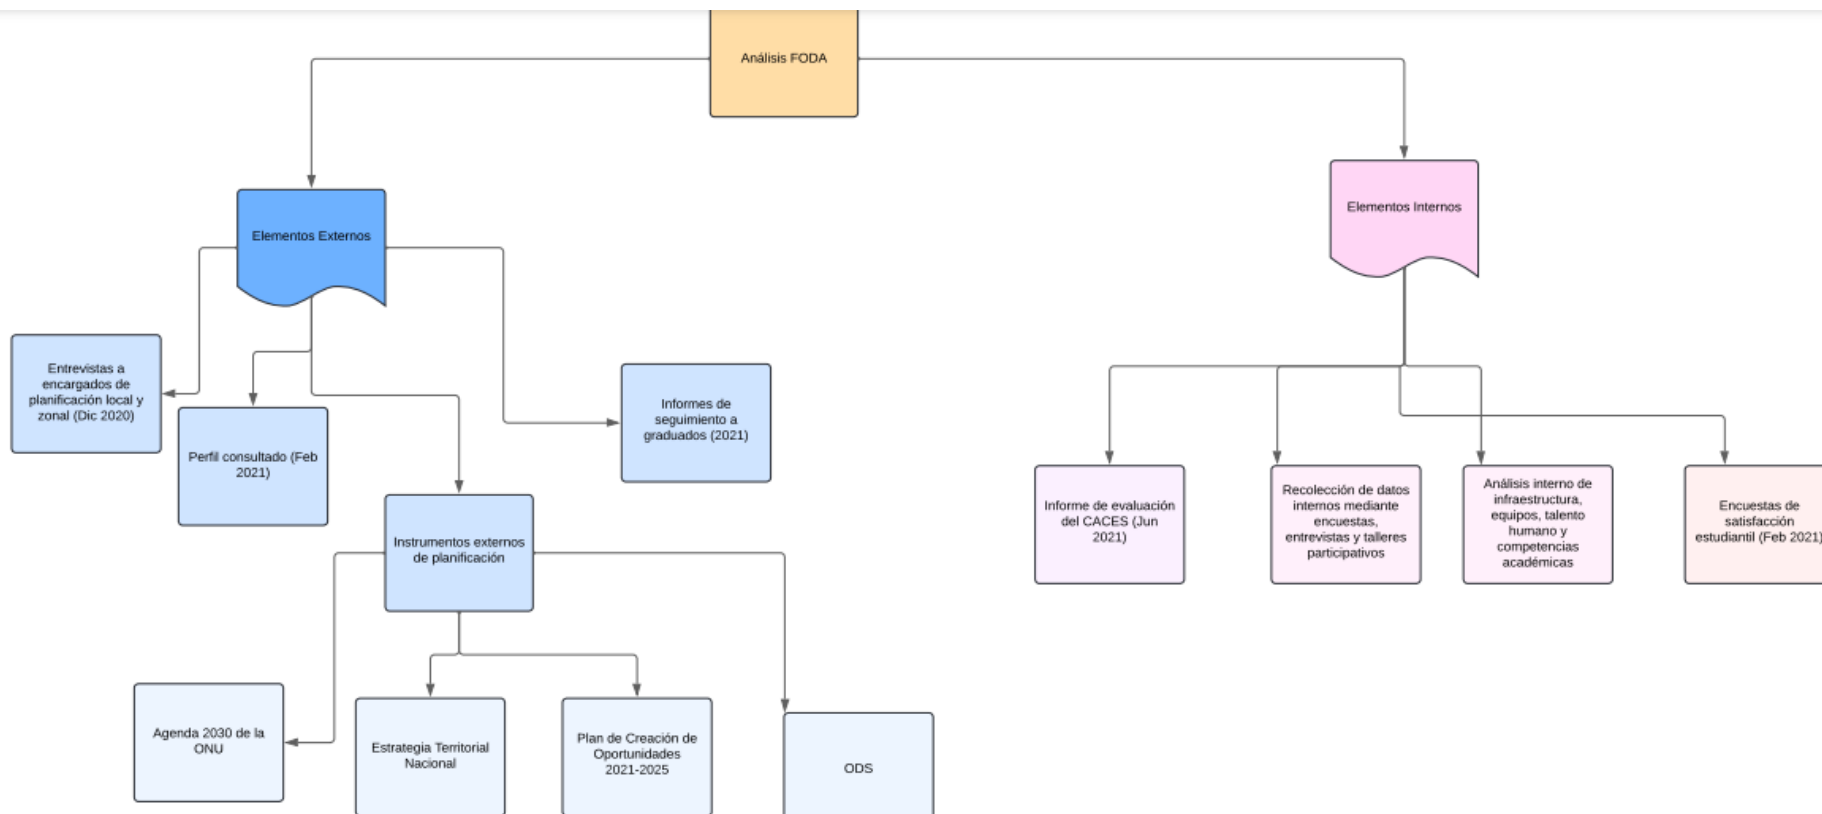 Análisis FODA
Elementos Externos
Elementos Internos
Entrevistas a
encargados de
planificación local y
zonal (Dic 2020)
Perfil consultado (Feb
2021)
Informes de
seguimiento a
graduados (2021)
Instrumentos externos
de planificación
Agenda 2030 de la
ONU
Estrategia Territorial
Nacional
Plan de Creación de
Oportunidades
2021-2025
ODS
Informe de evaluación
del CACES (Jun
2021)
Recolección de datos
internos mediante
encuestas,
entrevistas y talleres
participativos
Análisis interno de
infraestructura,
equipos, talento
humano y
competencias
académicas
Encuestas de
satisfacción
estudiantil (Feb 2021)